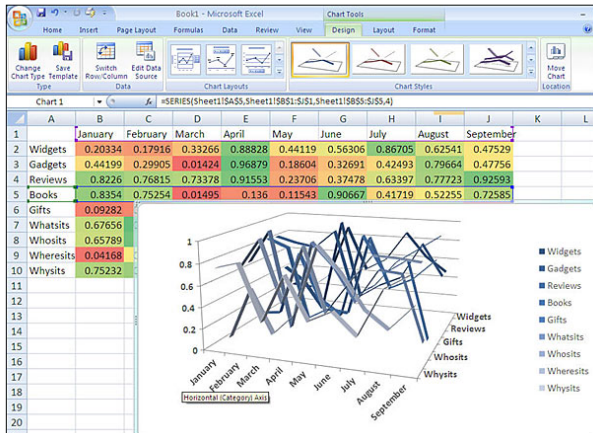 Book1 - Microsoft Excel
Chart Tools
Home Insert Page Layout Formulas Data Review View Design Layout Format
Change Chart Type Save Template Switch Row/Column Edit Data Source Move Chart
Type Data Chart Layouts Chart Styles Location
Chart 1 fx =SERIES(Sheet1!$A$5,Sheet1!$B$1:$J$1,Sheet1!$B$5:$J$5,4)
A B C D E F G H I J K L
1 January February March April May June July August September
2 Widgets 0.20334 0.17916 0.33266 0.88828 0.44119 0.56306 0.86705 0.62541 0.47529
3 Gadgets 0.44199 0.29905 0.01424 0.96879 0.18604 0.32691 0.42493 0.79664 0.47756
4 Reviews 0.8226 0.76815 0.73378 0.91553 0.23706 0.37478 0.63397 0.77723 0.92593
5 Books 0.8354 0.75254 0.01495 0.136 0.11543 0.90667 0.41719 0.52255 0.72585
6 Gifts 0.09282
7 Whatsits 0.67656
8 Whosits 0.65789
9 Wheresits 0.04168
10 Whysits 0.75232
11
12
13
14
15
16
17
18
19
20
1
0.8
0.6
0.4
0.2
0
January
February
March
April
May
June
July
August
September
Widgets
Reviews
Gifts
Whosits
Whysits
Horizontal (Category) Axis
Widgets
Gadgets
Reviews
Books
Gifts
Whatsits
Whosits
Wheresits
Whysits